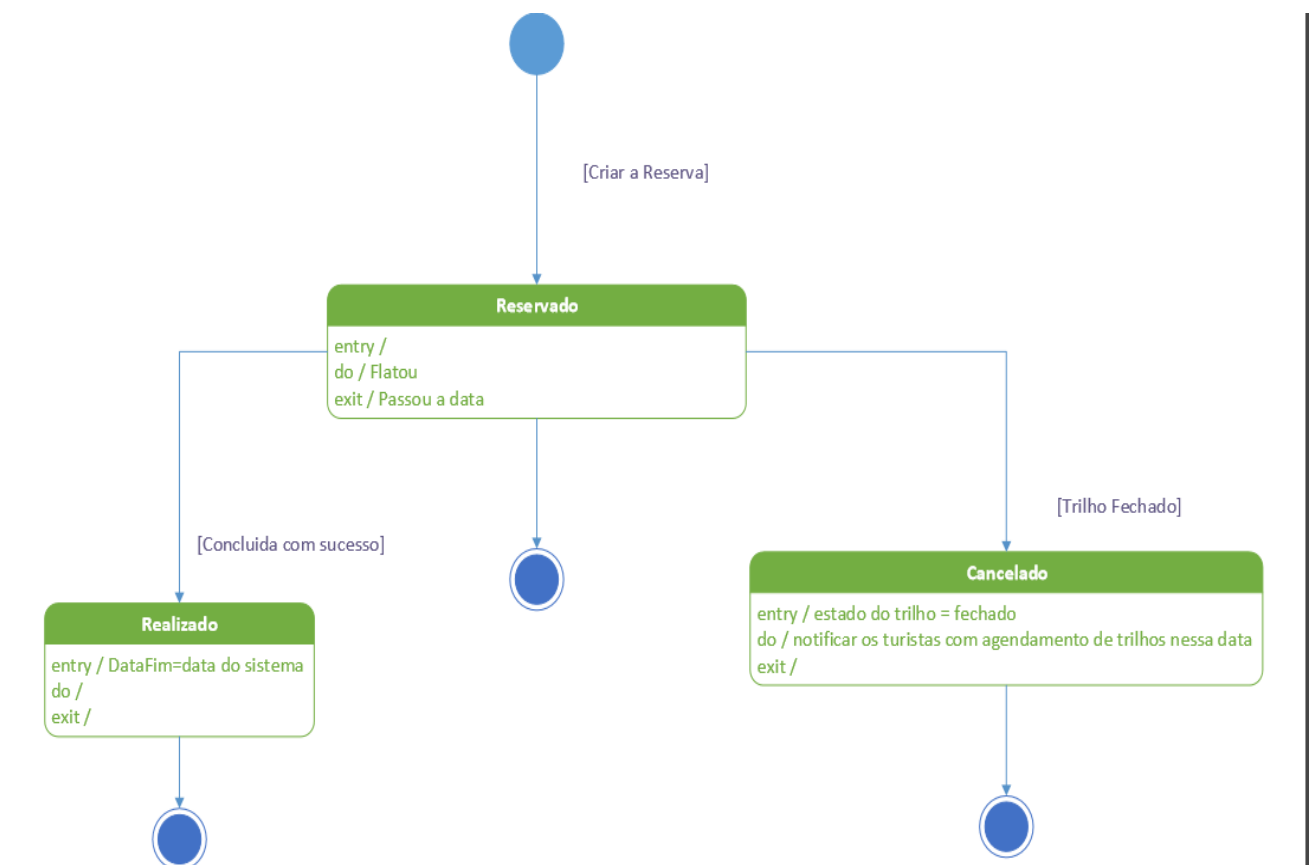 [Criar a Reserva]
Reservado
entry /
do / Flatou
exit / Passou a data
[Trilho Fechado]
[Concluida com sucesso]
Cancelado
entry / estado do trilho = fechado
do / notificar os turistas com agendamento de trilhos nessa data
exit /
Realizado
entry / DataFim=data do sistema
do /
exit /